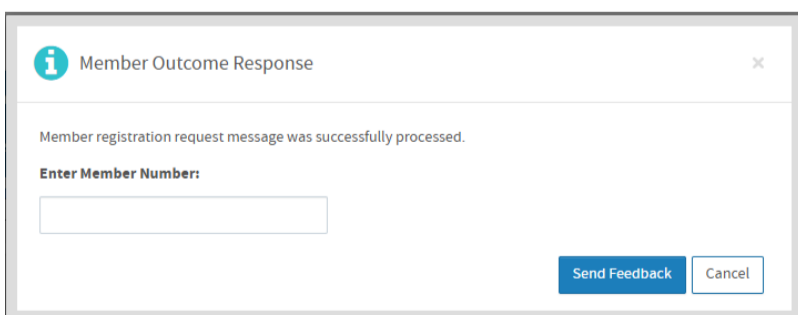 Member Outcome Response
Member registration request message was successfully processed.
Enter Member Number:
Send Feedback
Cancel